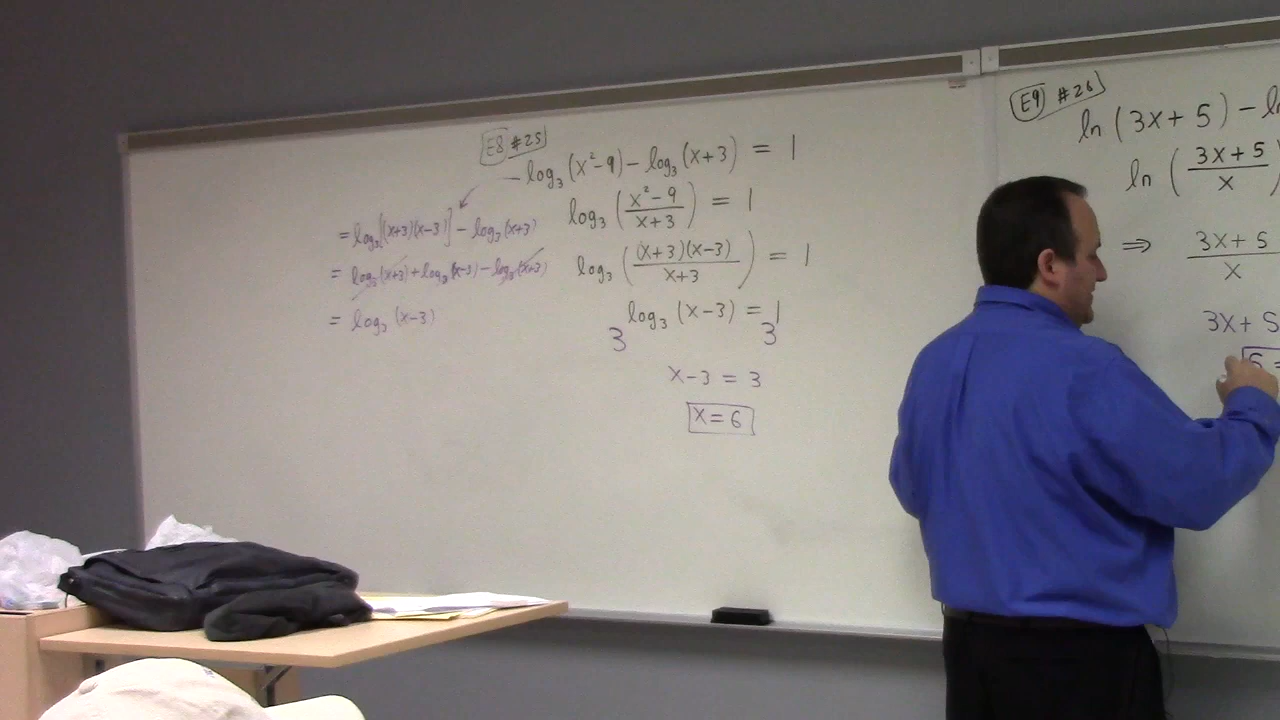 E8 #25
log₃(x²-9) - log₃(x+3) = 1
log₃(x²-9/x+3) = 1
log₃((x+3)(x-3)/x+3) = 1
log₃(x-3) = 1
3 3
x-3 = 3
x = 6
= log₃[(x+3)(x-3)] - log₃(x+3)
= log₃(x+3) + log₃(x-3) - log₃(x+3)
= log₃(x-3)
E9 #26
ln(3x+5) -
ln(3x+5/x)
⇒ 3x+5/x
3x+5